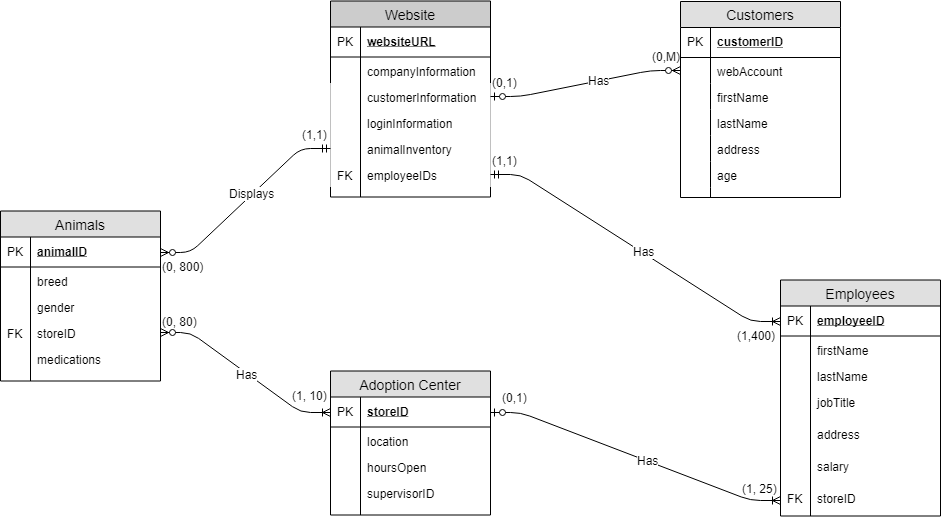 Website
PK websiteURL
companyInformation
customerInformation
loginInformation
animalInventory
FK employeeIDs
Customers
PK customerID
webAccount
firstName
lastName
address
age
(0,1)
Has
(0,M)
(1,1)
Displays
(0, 800)
(1,1)
Has
(1,400)
Animals
PK animalID
breed
gender
FK storeID
medications
(0, 80)
Has
(1, 10)
Adoption Center
PK storeID
location
hoursOpen
supervisorID
(0,1)
Has
(1, 25)
Employees
PK employeeID
firstName
lastName
jobTitle
address
salary
FK storeID